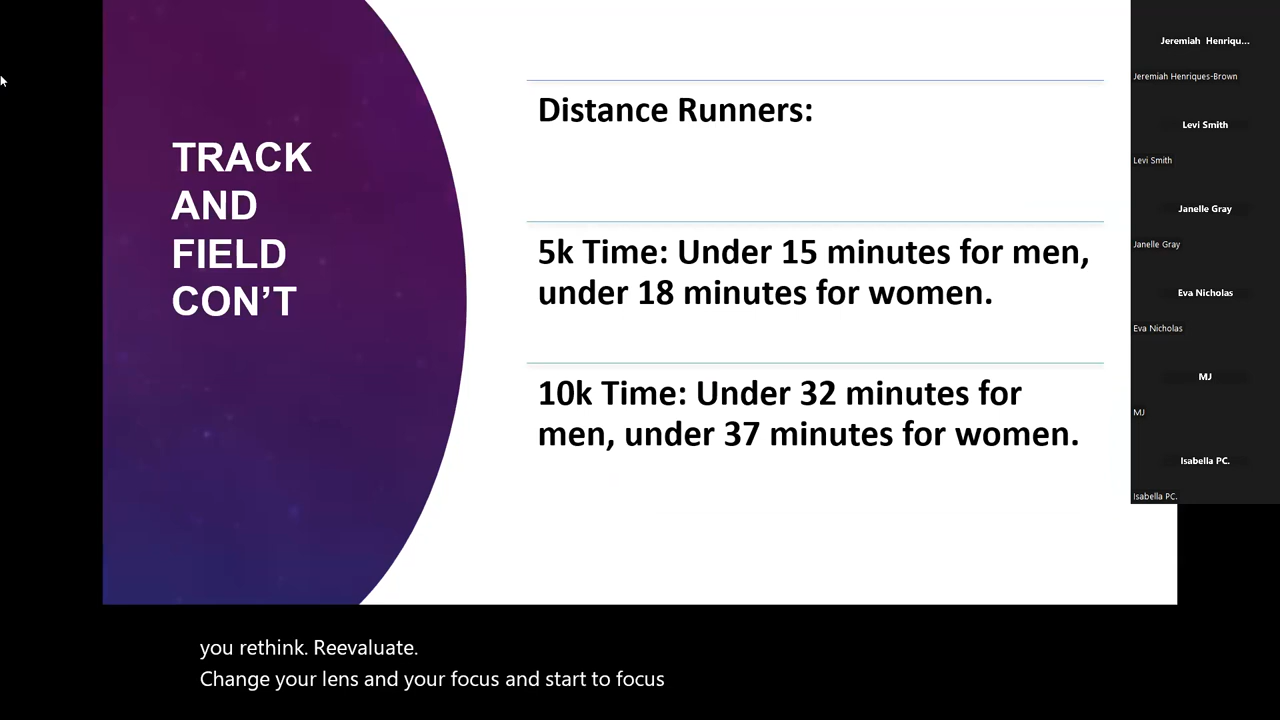 TRACK
AND
FIELD
CON’T
Distance Runners:
5k Time: Under 15 minutes for men,
under 18 minutes for women.
10k Time: Under 32 minutes for
men, under 37 minutes for women.
Jeremiah Henriqu...
Jeremiah Henriques-Brown
Levi Smith
Levi Smith
Janelle Gray
Janelle Gray
Eva Nicholas
Eva Nicholas
MJ
MJ
Isabella PC.
Isabella PC.
you rethink. Reevaluate.
Change your lens and your focus and start to focus